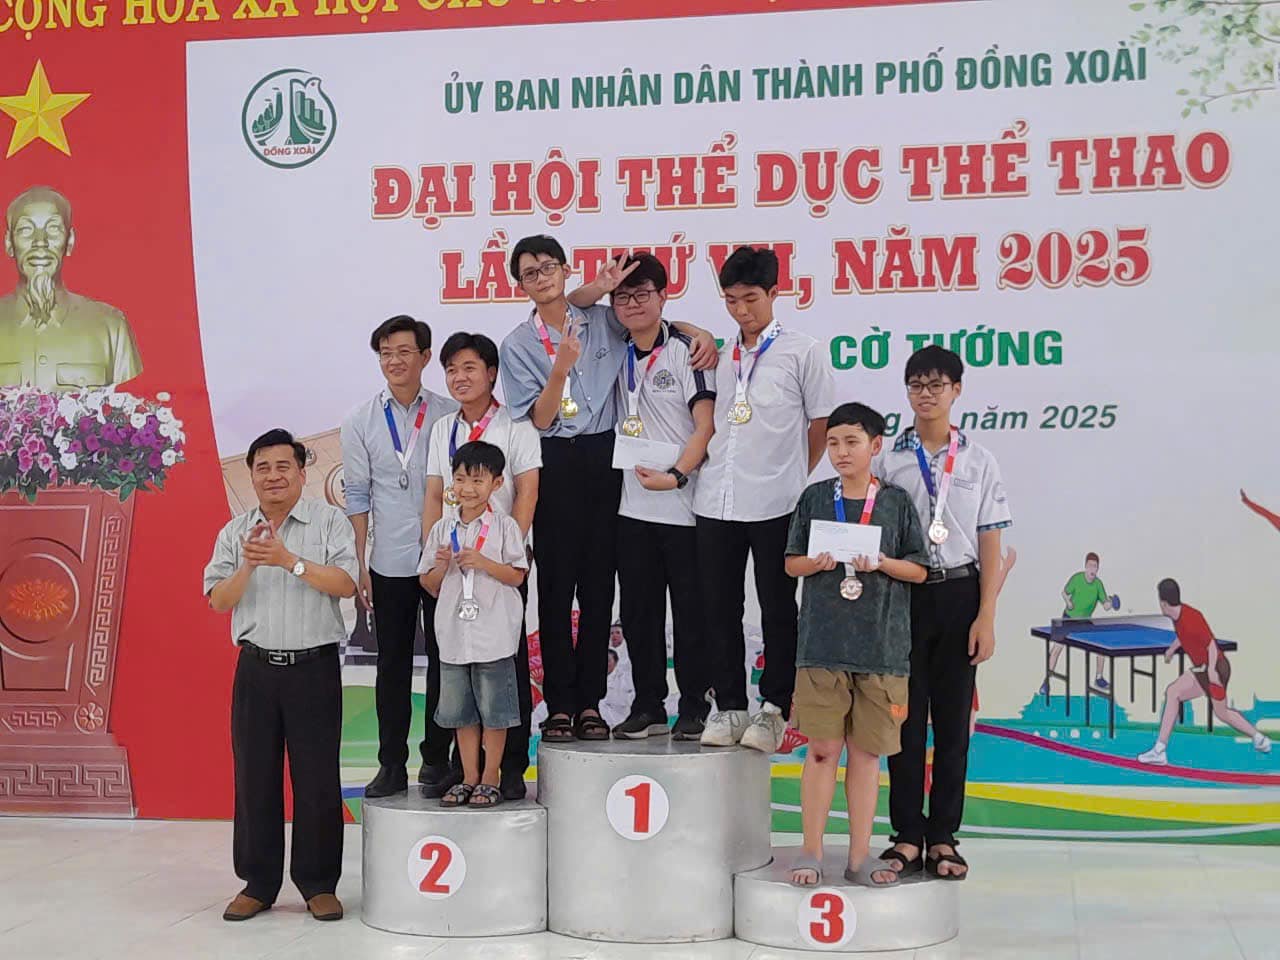 CỘNG HÒA XÃ HỘI CHỦ
ĐỒNG XOÀI
ỦY BAN NHÂN DÂN THÀNH PHỐ ĐỒNG XOÀI
ĐẠI HỘI THỂ DỤC THỂ THAO
LẦN THỨ VII, NĂM 2025
CỜ TƯỚNG
năm 2025
2
1
3